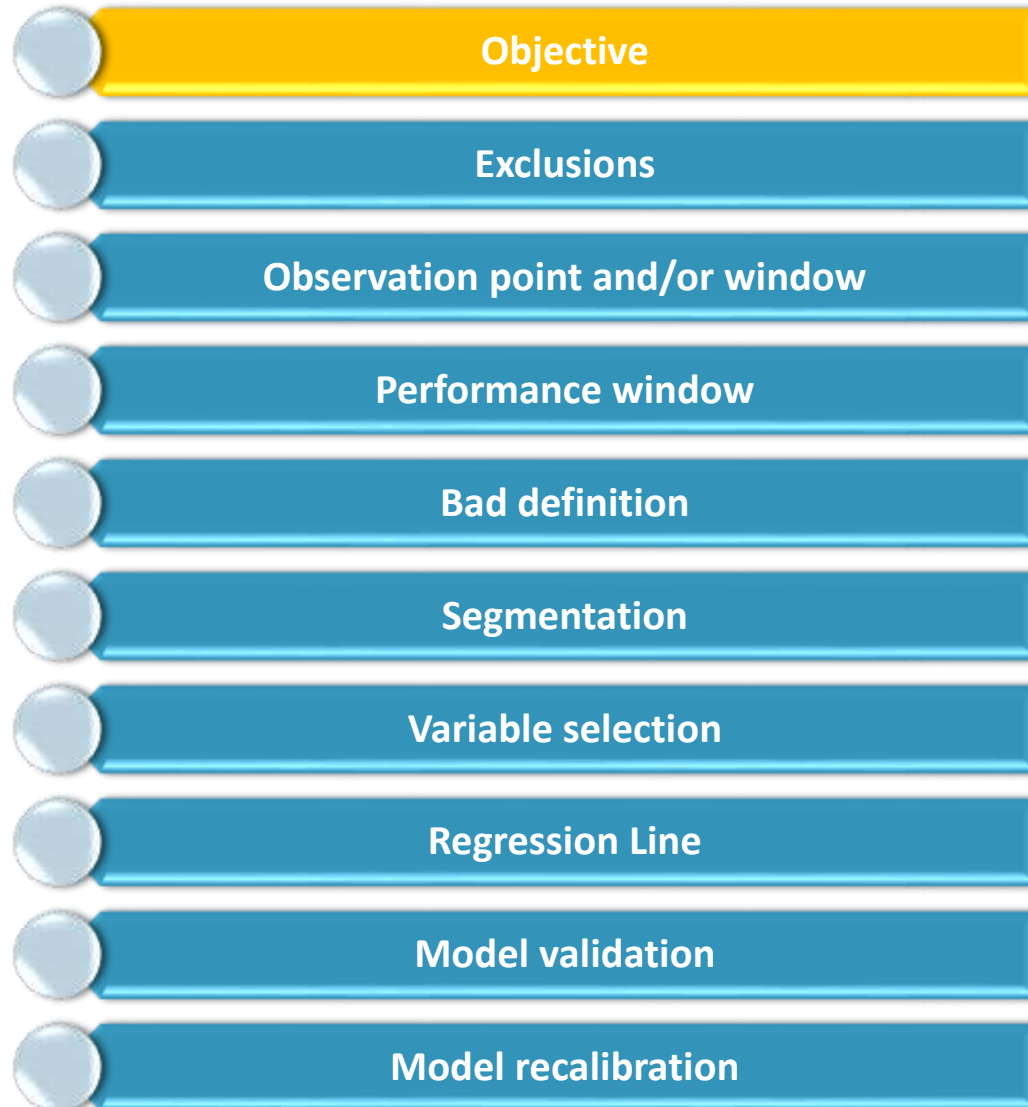 Objective
Exclusions
Observation point and/or window
Performance window
Bad definition
Segmentation
Variable selection
Regression Line
Model validation
Model recalibration